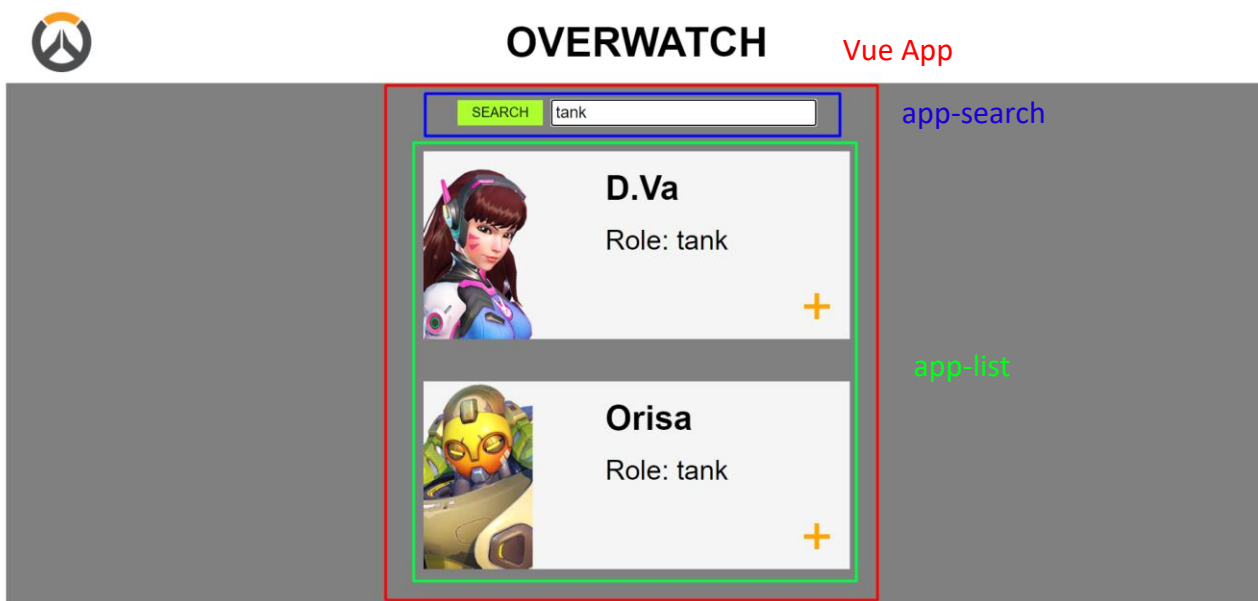 OVERWATCH
Vue App
SEARCH tank
app-search
D.Va
Role: tank
+
app-list
Orisa
Role: tank
+